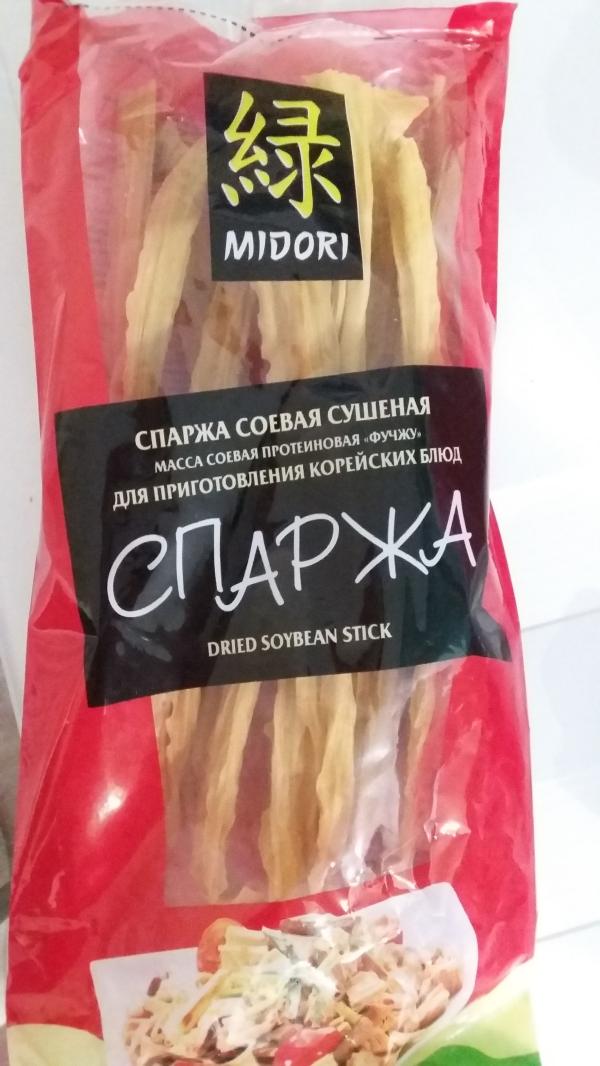 緑
MIDORI
СПАРЖА СОЕВАЯ СУШЕНАЯ
МАССА СОЕВАЯ ПРОТЕИНОВАЯ «ФУЧЖУ»
ДЛЯ ПРИГОТОВЛЕНИЯ КОРЕЙСКИХ БЛЮД
СПАРЖА
DRIED SOYBEAN STICK